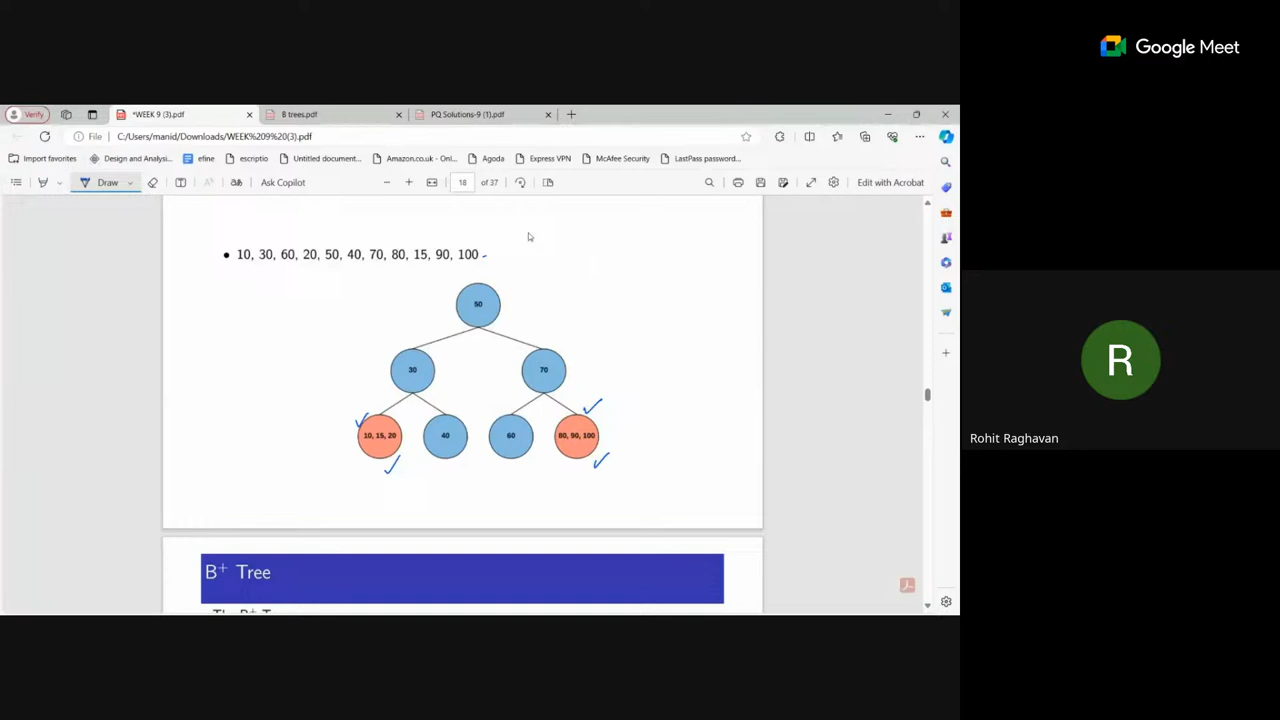 Google Meet
Verify
*WEEK 9 (3).pdf
B trees.pdf
PQ Solutions-9 (1).pdf
File
C:/Users/manid/Downloads/WEEK%209%20(3).pdf
Import favorites
Design and Analysi...
efine
escriptio
Untitled document...
Amazon.co.uk - Onl...
Agoda
Express VPN
McAfee Security
LastPass password...
Draw
Ask Copilot
18 of 37
Edit with Acrobat
• 10, 30, 60, 20, 50, 40, 70, 80, 15, 90, 100
50
30
70
10, 15, 20
40
60
80, 90, 100
B+ Tree
R
Rohit Raghavan